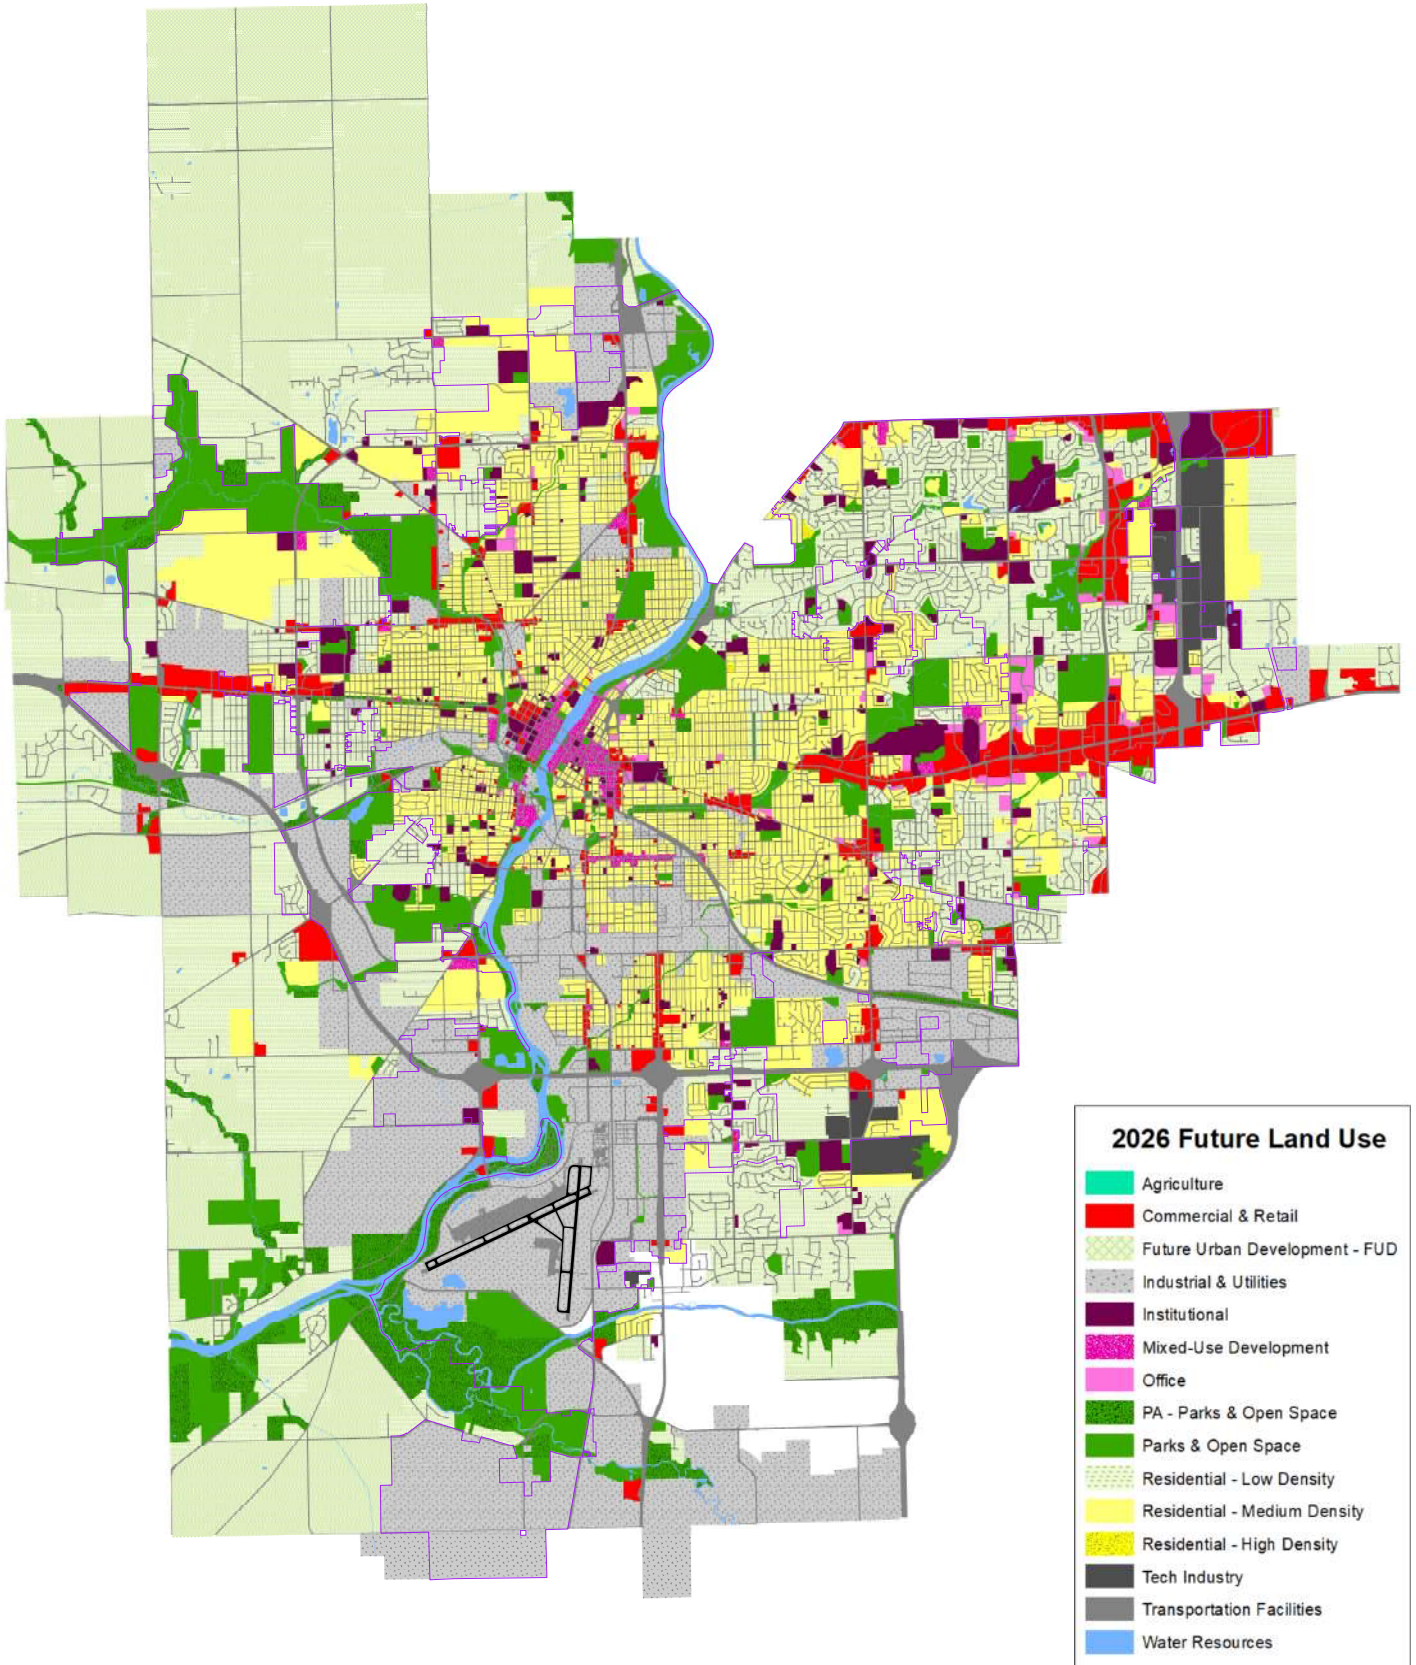 2026 Future Land Use
Agriculture
Commercial & Retail
Future Urban Development - FUD
Industrial & Utilities
Institutional
Mixed-Use Development
Office
PA - Parks & Open Space
Parks & Open Space
Residential - Low Density
Residential - Medium Density
Residential - High Density
Tech Industry
Transportation Facilities
Water Resources